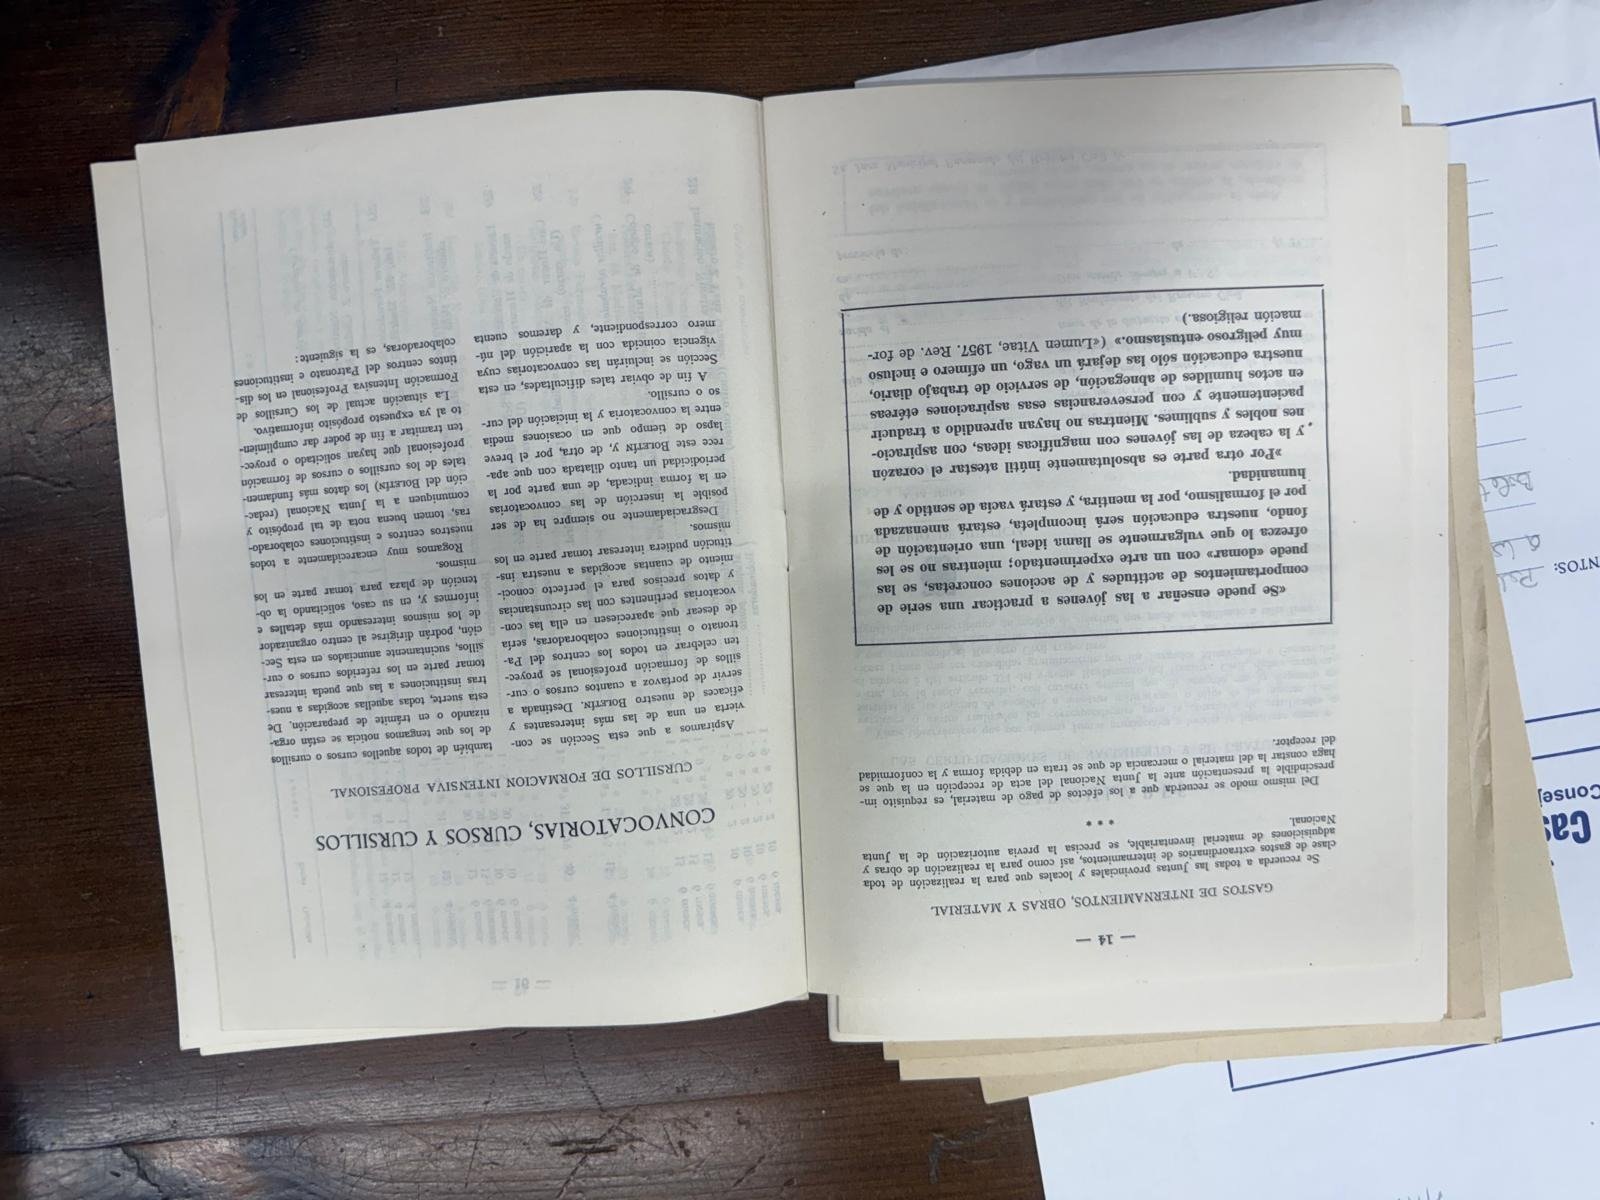 — 14 —
GASTOS DE INTERNAMIENTOS, OBRAS Y MATERIAL
Se recuerda a todas las Juntas provinciales y locales que para la realización de toda
clase de gastos extraordinarios de internamientos, así como para la realización de obras y
adquisiciones de material inventariable, se precisa la previa autorización de la Junta
Nacional.
* * *
Del mismo modo se recuerda que a los efectos de pago de material, es requisito im-
prescindible la presentación ante la Junta Nacional del acta de recepción en la que se
haga constar la del material o mercancía de que se trata en debida forma y la conformidad
del receptor.
«Se puede enseñar a las jóvenes a practicar una serie de
comportamientos de actitudes y de acciones concretas, se las
puede «domar» con un arte experimentado; mientras no se les
ofrezca lo que vulgarmente se llama ideal, una orientación de
fondo, nuestra educación será incompleta, estará amenazada
por el formalismo, por la mentira, y estará vacía de sentido y de
humanidad.
»Por otra parte es absolutamente inútil atestar el corazón
y la cabeza de las jóvenes con magníficas ideas, con aspiracio-
nes nobles y sublimes. Mientras no hayan aprendido a traducir
pacientemente y con perseverancias esas aspiraciones etéreas
en actos humildes de abnegación, de servicio de trabajo diario,
nuestra educación sólo las dejará un vago, un efímero e incluso
muy peligroso entusiasmo.» («Lumen Vitae, 1957. Rev. de for-
mación religiosa.)
CONVOCATORIAS, CURSOS Y CURSILLOS
CURSILLOS DE FORMACION INTENSIVA PROFESIONAL
Aspiramos a que esta Sección se con-
vierta en una de las más interesantes y
eficaces de nuestro BOLETÍN. Destinada a
servir de portavoz a cuantos cursos o cur-
sillos de formación profesional se proyec-
ten celebrar en todos los centros del Pa-
tronato o instituciones colaboradoras, sería
de desear que apareciesen en ella las con-
vocatorias pertinentes con las circunstancias
y datos precisos para el perfecto conoci-
miento de cuantas acogidas a nuestra ins-
titución pudiera interesar tomar parte en los
mismos.
Desgraciadamente no siempre ha de ser
posible la inserción de las convocatorias
en la forma indicada, de una parte por la
periodicidad un tanto dilatada con que apa-
rece este BOLETÍN y, de otra, por el breve
lapso de tiempo que en ocasiones media
entre la convocatoria y la iniciación del cur-
so o cursillo.
A fin de obviar tales dificultades, en esta
Sección se incluirán las convocatorias cuya
vigencia coincida con la aparición del nú-
mero correspondiente, y daremos cuenta
también de todos aquellos cursos o cursillos
de los que tengamos noticia se están orga-
nizando o en trámite de preparación. De
esta suerte, todas aquellas acogidas a nues-
tras instituciones a las que pueda interesar
tomar parte en los referidos cursos o cur-
sillos, sucintamente anunciados en esta Sec-
ción, podrán dirigirse al centro organizador
de los mismos interesando más detalles e
informes y, en su caso, solicitando la ob-
tención de plaza para tomar parte en los
mismos.
Rogamos muy encarecidamente a todos
nuestros centros e instituciones colaborado-
ras, tomen buena nota de tal propósito y
comuniquen a la Junta Nacional (redac-
ción del BOLETÍN) los datos más fundamen-
tales de los cursillos o cursos de formación
profesional que hayan solicitado o proyec-
ten tramitar a fin de poder dar cumplimien-
to al ya expuesto propósito informativo.
La situación actual de los Cursillos de
Formación Intensiva Profesional en los dis-
tintos centros del Patronato e instituciones
colaboradoras, es la siguiente: